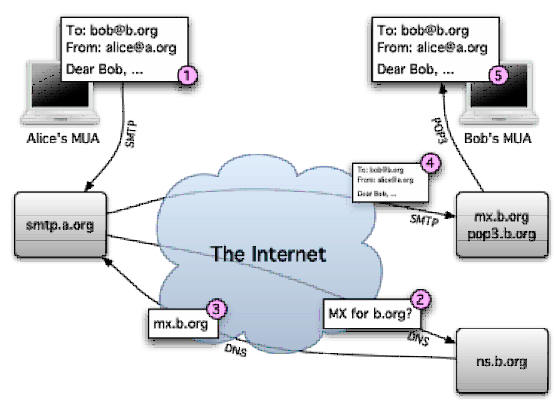 To: bob@b.org
From: alice@a.org
Dear Bob, ...
1
Alice's MUA
SMTP
To: bob@b.org
From: alice@a.org
Dear Bob, ...
5
Bob's MUA
POP3
smtp.a.org
To: bob@b.org
From: alice@a.org
Dear Bob, ...
4
SMTP
mx.b.org
pop3.b.org
The Internet
mx.b.org
3
DNS
MX for b.org?
2
DNS
ns.b.org